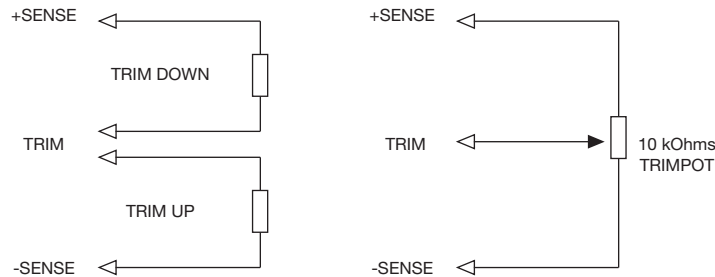 +SENSE
TRIM DOWN
TRIM
TRIM UP
-SENSE
+SENSE
TRIM
10 kOhms
TRIMPOT
-SENSE